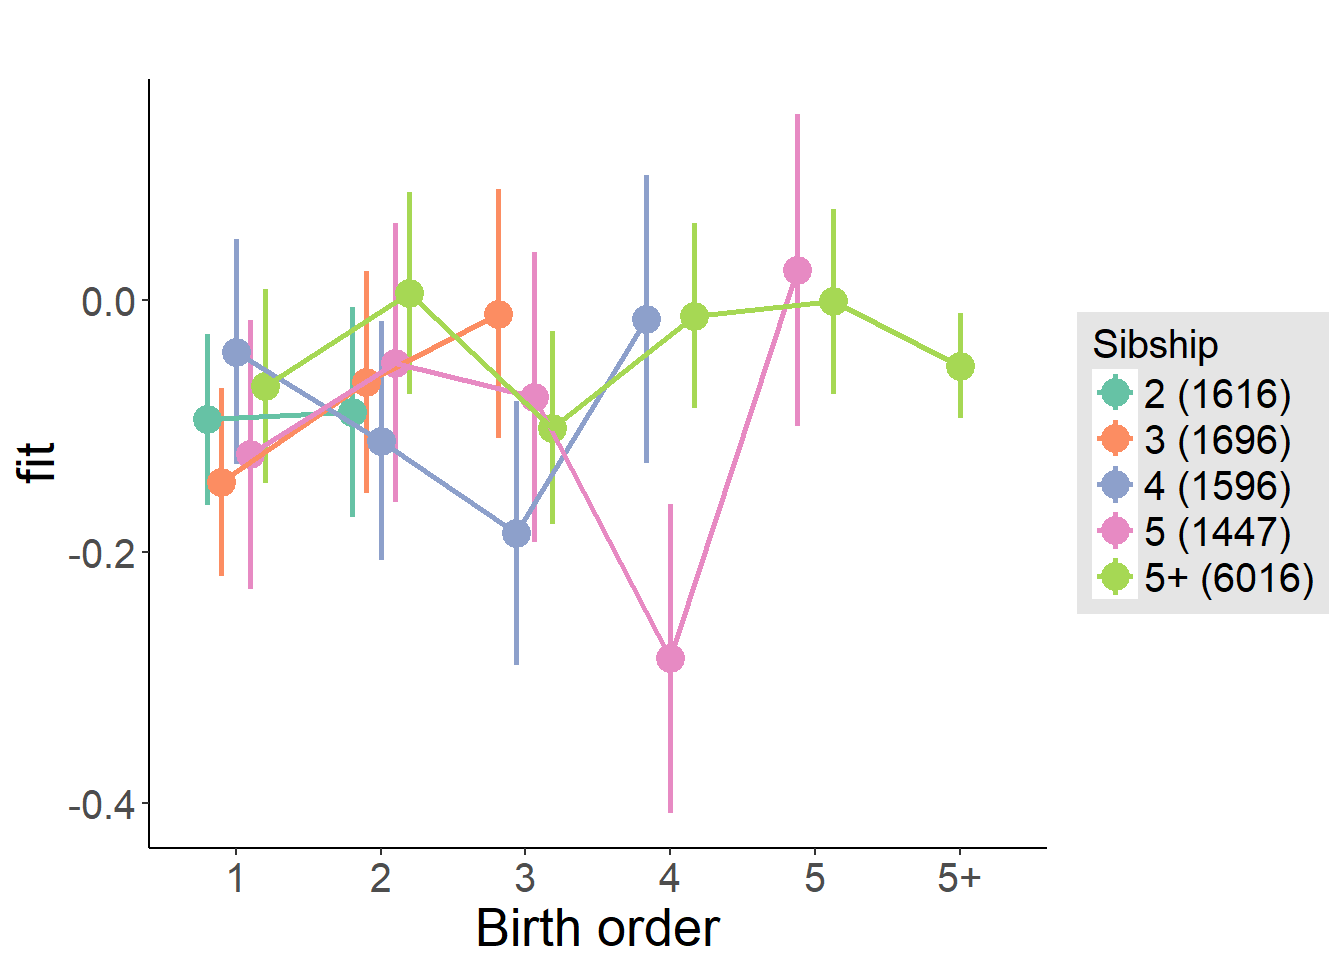 fit
0.0
-0.2
-0.4
1 2 3 4 5 5+
Birth order
Sibship
2 (1616)
3 (1696)
4 (1596)
5 (1447)
5+ (6016)